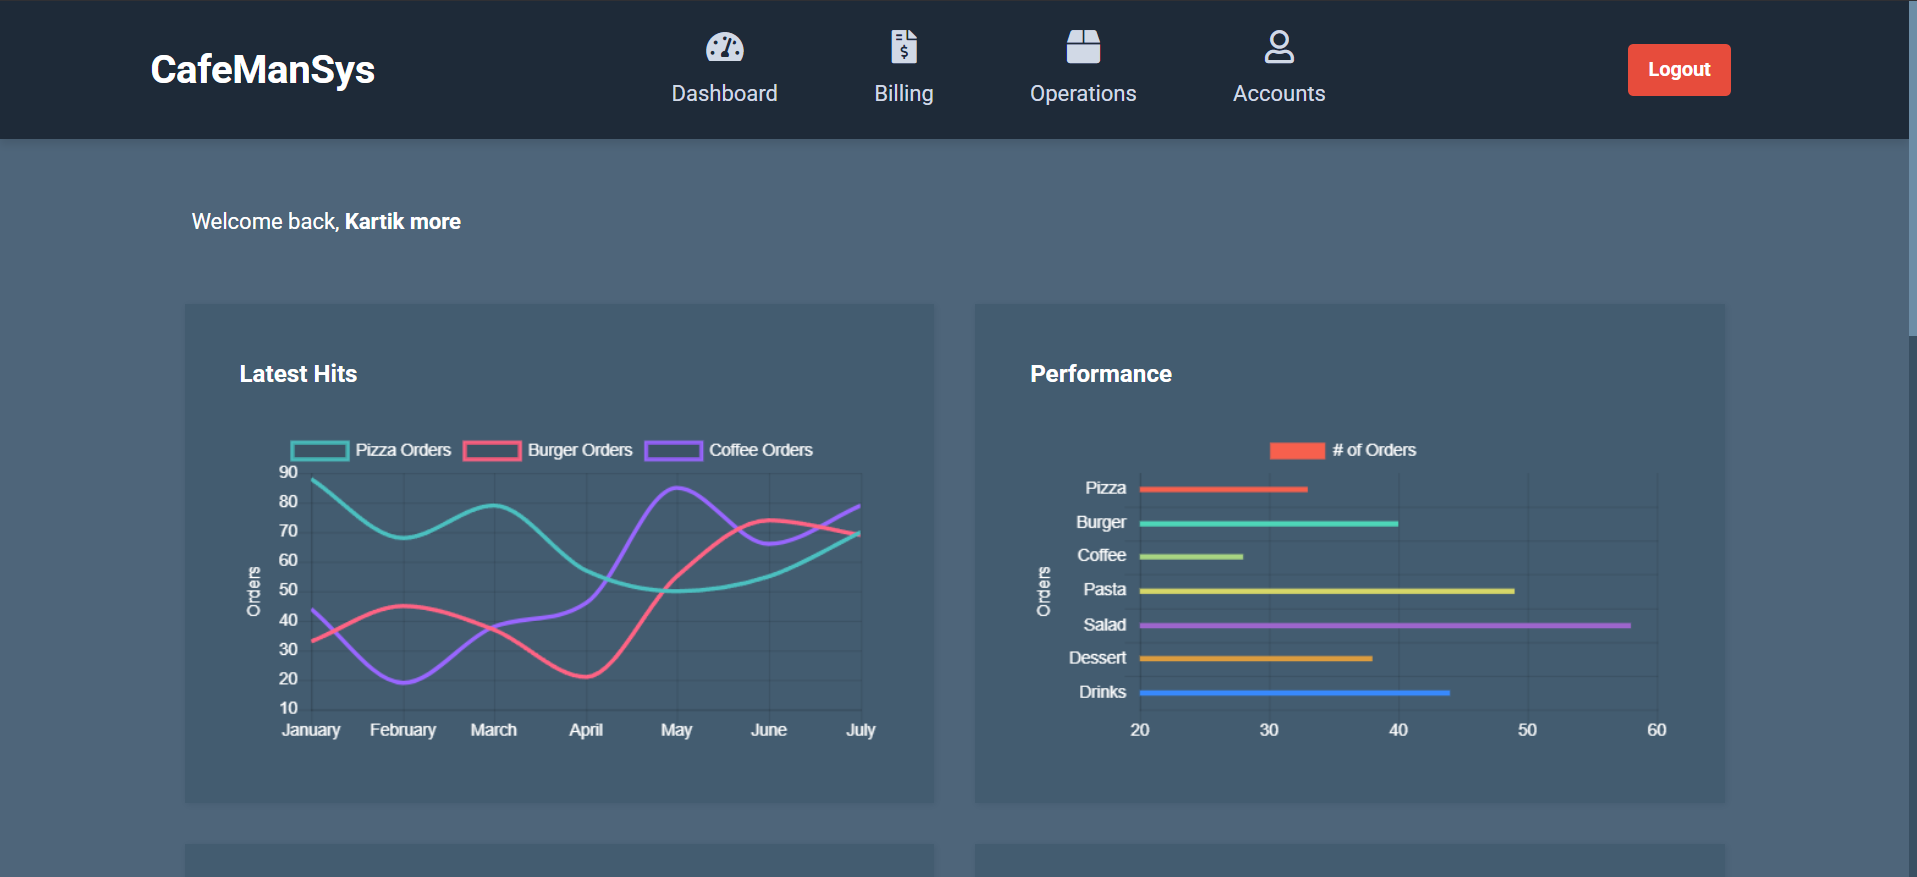 CafeManSys
Dashboard
Billing
Operations
Accounts
Logout
Welcome back, Kartik more
Latest Hits
Pizza Orders Burger Orders Coffee Orders
90
80
70
60
50
40
30
20
10
Orders
January February March April May June July
Performance
# of Orders
Pizza
Burger
Coffee
Pasta
Salad
Dessert
Drinks
Orders
20 30 40 50 60